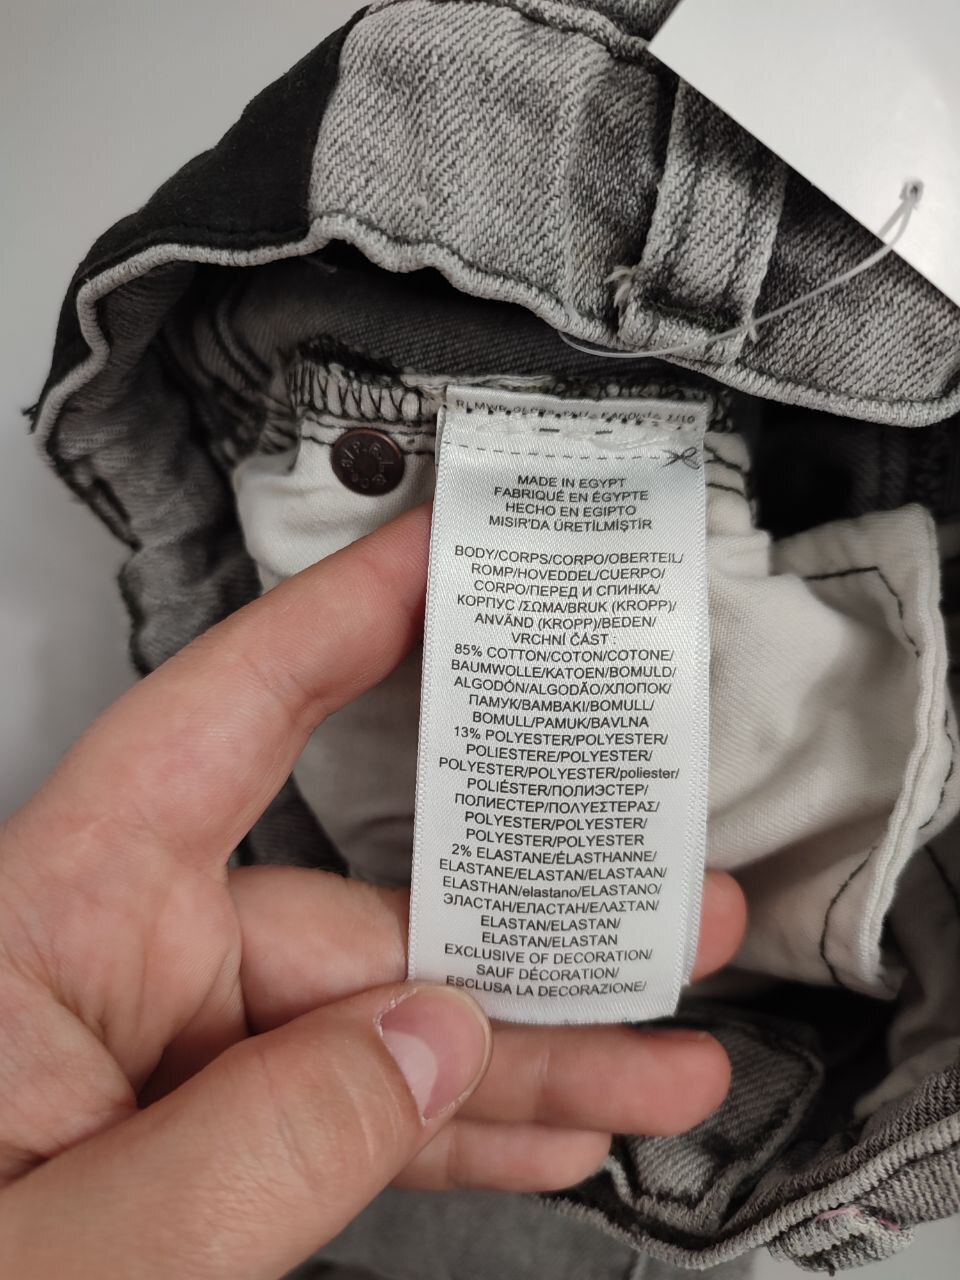 MADE IN EGYPT
FABRIQUÉ EN ÉGYPTE
HECHO EN EGIPTO
MISIR'DA ÜRETİLMİŞTİR
BODY/CORPS/CORPO/OBERTEIL/
ROMP/HOVEDDEL/CUERPO/
CORPO/ПЕРЕД И СПИНКА/
КОРПУС /ΣΩΜΑ/BRUK (KROPP)/
ANVÄND (KROPP)/BEDEN/
VRCHNÍ ČÁST :
85% COTTON/COTON/COTONE/
BAUMWOLLE/KATOEN/BOMULD/
ALGODÓN/ALGODÃO/ХЛОПОК/
ПАМУК/ΒΑΜΒΑΚΙ/BOMULL/
BOMULL/PAMUK/BAVLNA
13% POLYESTER/POLYESTER/
POLIESTERE/POLYESTER/
POLYESTER/POLYESTER/poliester/
POLIÉSTER/ПОЛИЭСТЕР/
ПОЛИЕСТЕР/ΠΟΛΥΕΣΤΕΡΑΣ/
POLYESTER/POLYESTER/
POLYESTER/POLYESTER
2% ELASTANE/ÉLASTHANNE/
ELASTANE/ELASTAN/ELASTAAN/
ELASTHAN/elastano/ELASTANO/
ЭЛАСТАН/ЕЛАСТАН/ΕΛΑΣΤΑΝ/
ELASTAN/ELASTAN/
ELASTAN/ELASTAN
EXCLUSIVE OF DECORATION/
SAUF DÉCORATION/
ESCLUSA LA DECORAZIONE/